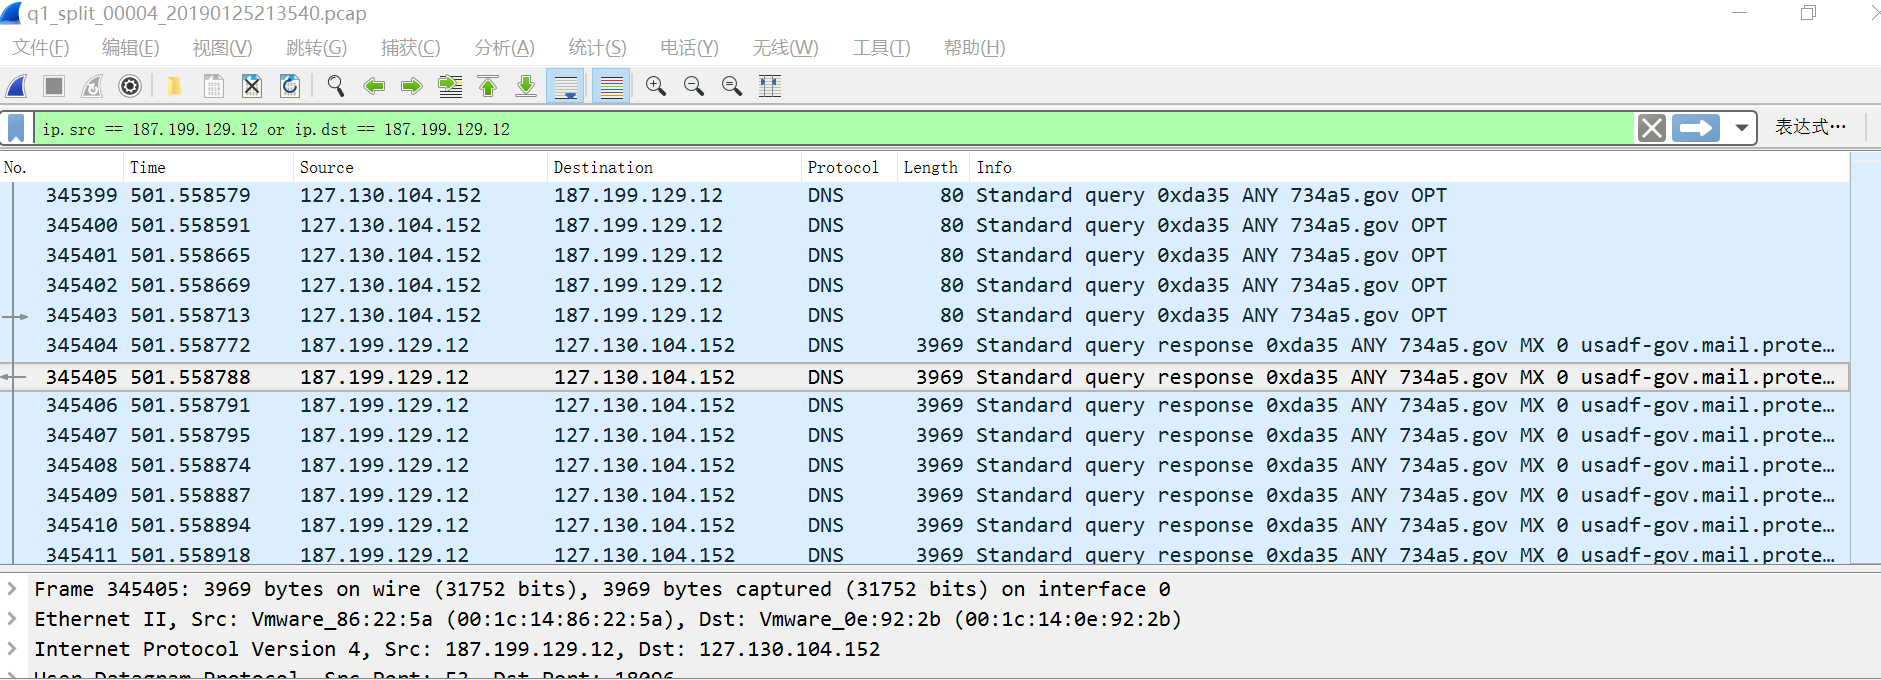 q1_split_00004_20190125213540.pcap
文件(F) 编辑(E) 视图(V) 跳转(G) 捕获(C) 分析(A) 统计(S) 电话(Y) 无线(W) 工具(T) 帮助(H)
ip.src == 187.199.129.12 or ip.dst == 187.199.129.12 表达式…
No. Time Source Destination Protocol Length Info
345399 501.558579 127.130.104.152 187.199.129.12 DNS 80 Standard query 0xda35 ANY 734a5.gov OPT
345400 501.558591 127.130.104.152 187.199.129.12 DNS 80 Standard query 0xda35 ANY 734a5.gov OPT
345401 501.558665 127.130.104.152 187.199.129.12 DNS 80 Standard query 0xda35 ANY 734a5.gov OPT
345402 501.558669 127.130.104.152 187.199.129.12 DNS 80 Standard query 0xda35 ANY 734a5.gov OPT
345403 501.558713 127.130.104.152 187.199.129.12 DNS 80 Standard query 0xda35 ANY 734a5.gov OPT
345404 501.558772 187.199.129.12 127.130.104.152 DNS 3969 Standard query response 0xda35 ANY 734a5.gov MX 0 usadf-gov.mail.prote…
345405 501.558788 187.199.129.12 127.130.104.152 DNS 3969 Standard query response 0xda35 ANY 734a5.gov MX 0 usadf-gov.mail.prote…
345406 501.558791 187.199.129.12 127.130.104.152 DNS 3969 Standard query response 0xda35 ANY 734a5.gov MX 0 usadf-gov.mail.prote…
345407 501.558795 187.199.129.12 127.130.104.152 DNS 3969 Standard query response 0xda35 ANY 734a5.gov MX 0 usadf-gov.mail.prote…
345408 501.558874 187.199.129.12 127.130.104.152 DNS 3969 Standard query response 0xda35 ANY 734a5.gov MX 0 usadf-gov.mail.prote…
345409 501.558887 187.199.129.12 127.130.104.152 DNS 3969 Standard query response 0xda35 ANY 734a5.gov MX 0 usadf-gov.mail.prote…
345410 501.558894 187.199.129.12 127.130.104.152 DNS 3969 Standard query response 0xda35 ANY 734a5.gov MX 0 usadf-gov.mail.prote…
345411 501.558918 187.199.129.12 127.130.104.152 DNS 3969 Standard query response 0xda35 ANY 734a5.gov MX 0 usadf-gov.mail.prote…
Frame 345405: 3969 bytes on wire (31752 bits), 3969 bytes captured (31752 bits) on interface 0
Ethernet II, Src: Vmware_86:22:5a (00:1c:14:86:22:5a), Dst: Vmware_0e:92:2b (00:1c:14:0e:92:2b)
Internet Protocol Version 4, Src: 187.199.129.12, Dst: 127.130.104.152
User Datagram Protocol, Src Port: 53, Dst Port: